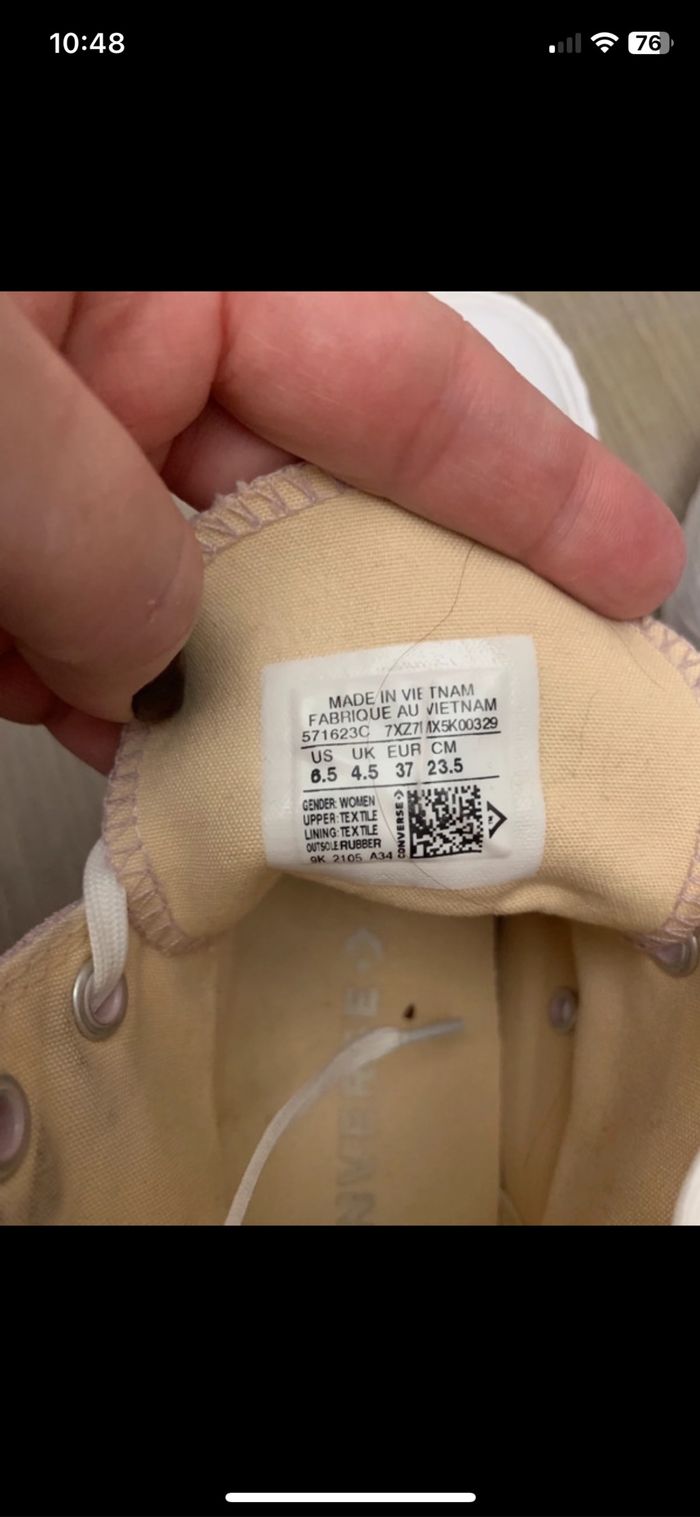 10:48
76
MADE IN VIETNAM
FABRIQUE AU VIETNAM
571623C
US UK EUR CM
6.5 4.5 37 23.5
GENDER: WOMEN
UPPER: TEXTILE
LINING: TEXTILE
OUTSOLE: RUBBER
9K 2105 A34
CONVERSE